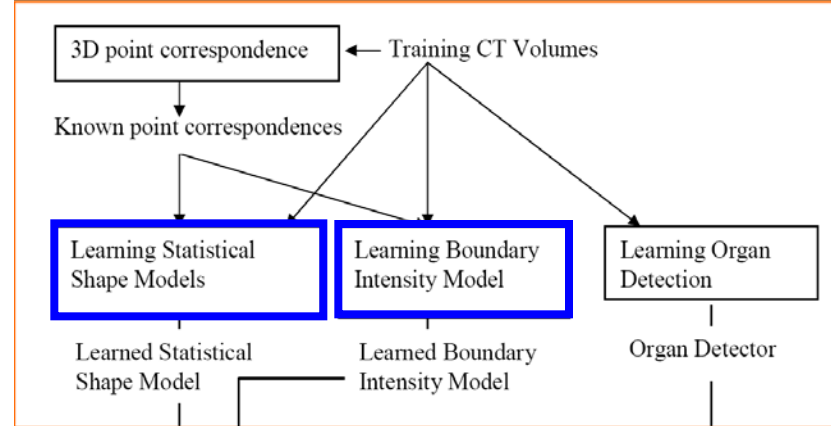 3D point correspondence
Training CT Volumes
Known point correspondences
Learning Statistical
Shape Models
Learning Boundary
Intensity Model
Learning Organ
Detection
Learned Statistical
Shape Model
Learned Boundary
Intensity Model
Organ Detector